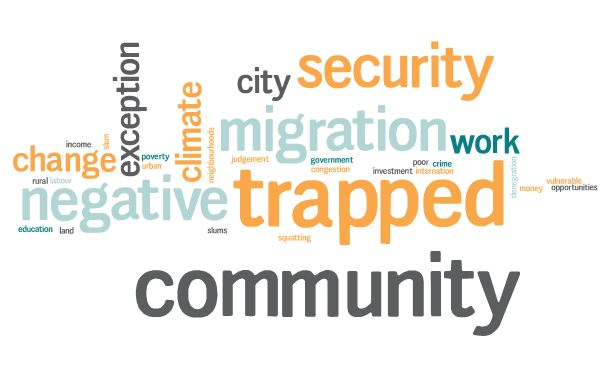 exception
city
security
income
slum
climate
neighbourhoods
migration
work
change
poverty
urban
judgement
government
congestion
poor
crime
investment
internation
denegration
rural
labour
negative
trapped
vulnerable
money
opportunities
education
land
slums
squatting
community